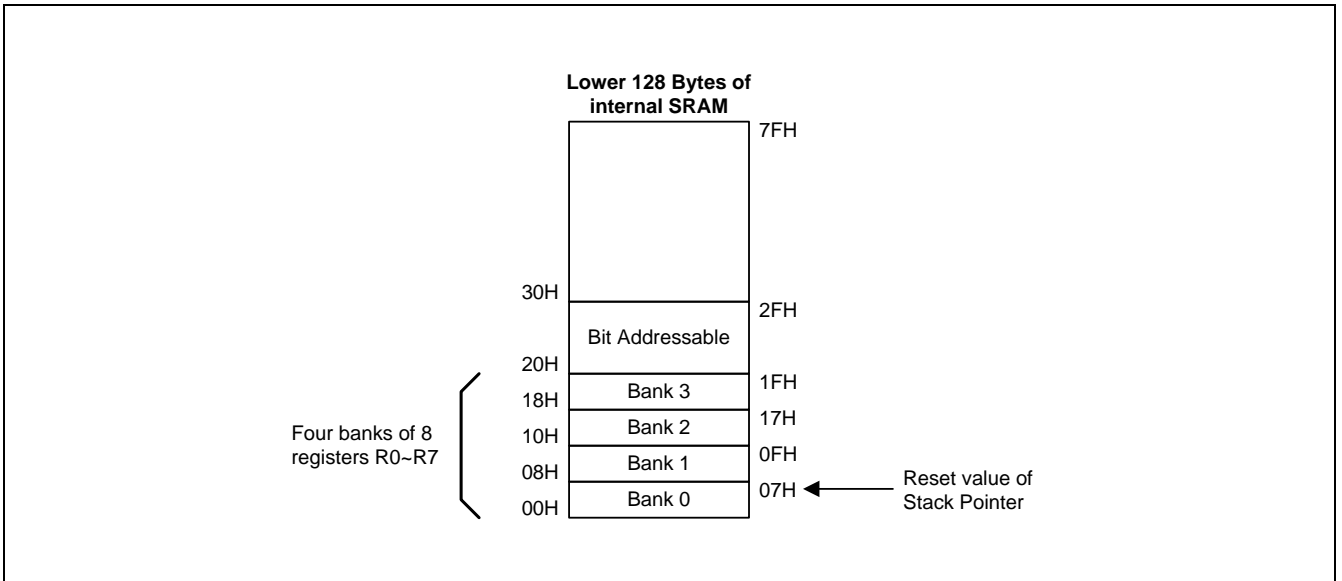 Lower 128 Bytes of
internal SRAM
7FH
30H
2FH
Bit Addressable
20H
1FH
Bank 3
18H
17H
Bank 2
10H
0FH
Bank 1
08H
07H
Bank 0
00H
Four banks of 8
registers R0~R7
Reset value of
Stack Pointer